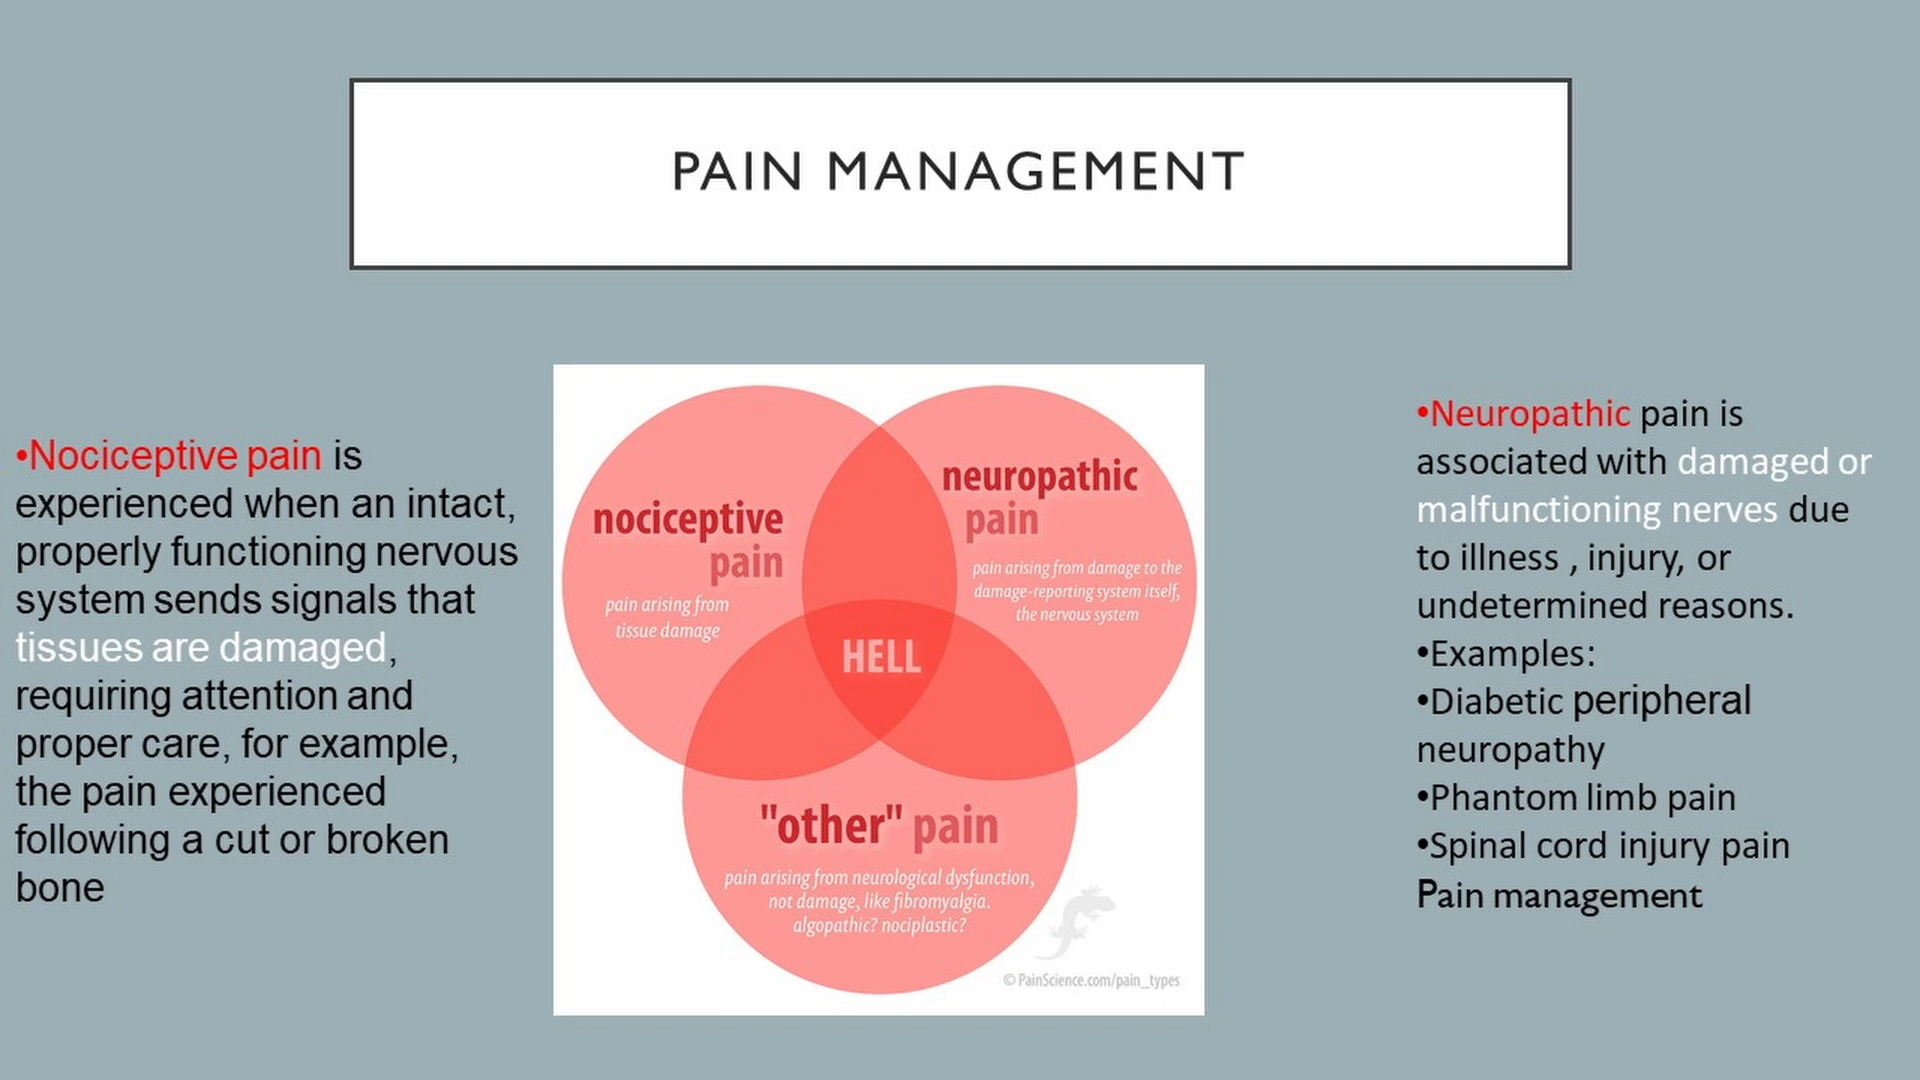 PAIN MANAGEMENT
•Nociceptive pain is
experienced when an intact,
properly functioning nervous
system sends signals that
tissues are damaged,
requiring attention and
proper care, for example,
the pain experienced
following a cut or broken
bone
nociceptive
pain
pain arising from
tissue damage
neuropathic
pain
pain arising from damage to the
damage-reporting system itself,
the nervous system
HELL
"other" pain
pain arising from neurological dysfunction,
not damage, like fibromyalgia.
algopathic? nociplastic?
© PainScience.com/pain_types
•Neuropathic pain is
associated with damaged or
malfunctioning nerves due
to illness , injury, or
undetermined reasons.
•Examples:
•Diabetic peripheral
neuropathy
•Phantom limb pain
•Spinal cord injury pain
Pain management